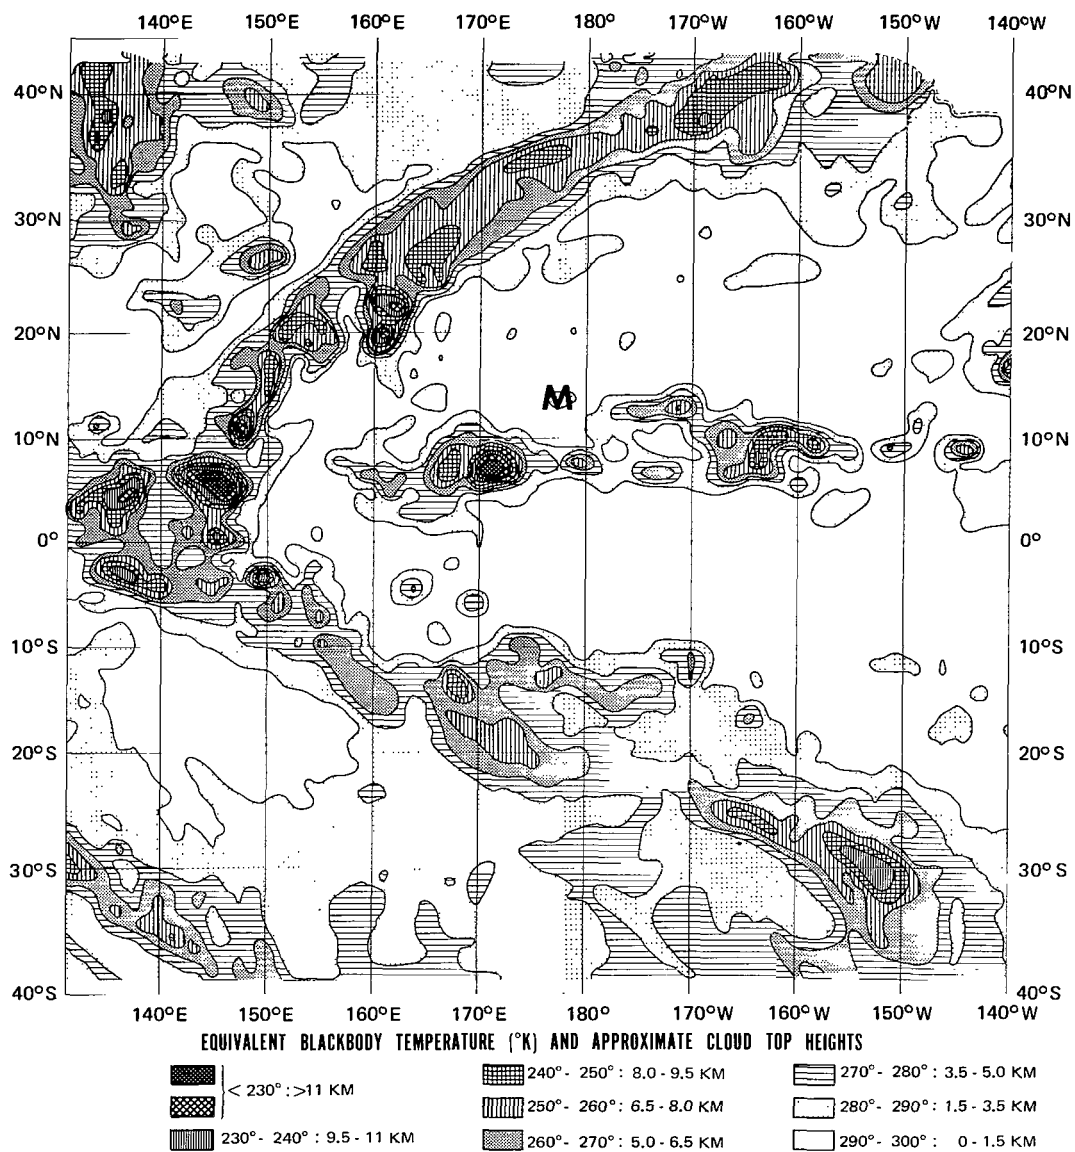 140°E 150°E 160°E 170°E 180° 170°W 160°W 150°W 140°W
40°N 40°N
30°N 30°N
20°N 20°N
M
10°N 10°N
0° 0°
10°S 10°S
20°S 20°S
30°S 30°S
40°S 40°S
140°E 150°E 160°E 170°E 180° 170°W 160°W 150°W 140°W
EQUIVALENT BLACKBODY TEMPERATURE (°K) AND APPROXIMATE CLOUD TOP HEIGHTS
< 230° : >11 KM
230° - 240° : 9.5 - 11 KM
240° - 250° : 8.0 - 9.5 KM
250° - 260° : 6.5 - 8.0 KM
260° - 270° : 5.0 - 6.5 KM
270° - 280° : 3.5 - 5.0 KM
280° - 290° : 1.5 - 3.5 KM
290° - 300° : 0 - 1.5 KM